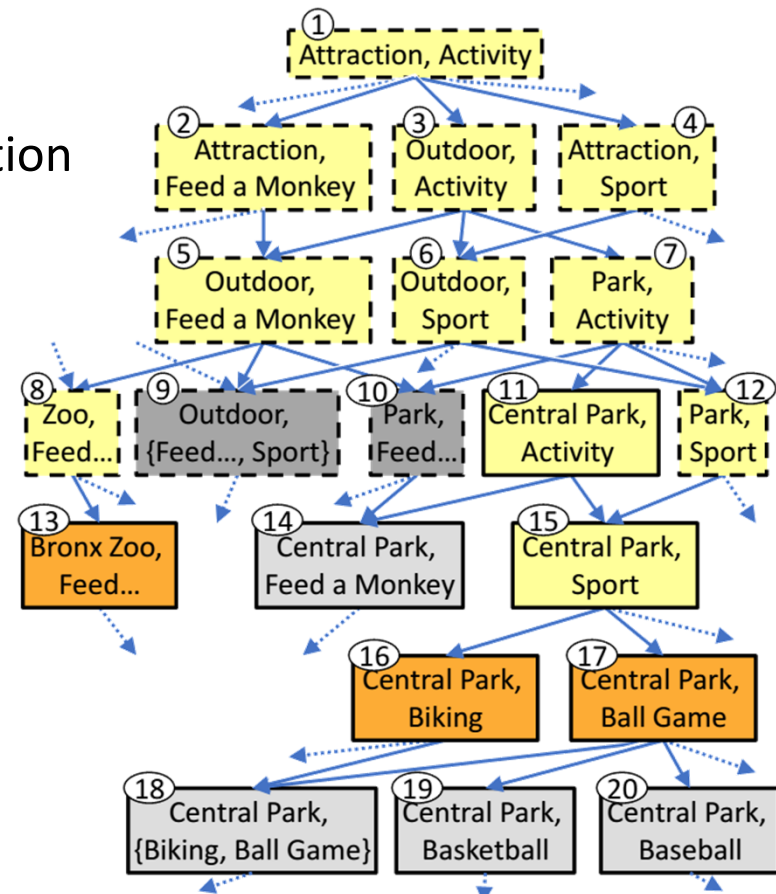 1
Attraction, Activity
tion
2
Attraction,
Feed a Monkey
3
Outdoor,
Activity
4
Attraction,
Sport
5
Outdoor,
Feed a Monkey
6
Outdoor,
Sport
7
Park,
Activity
8
Zoo,
Feed...
9
Outdoor,
{Feed..., Sport}
10
Park,
Feed...
11
Central Park,
Activity
12
Park,
Sport
13
Bronx Zoo,
Feed...
14
Central Park,
Feed a Monkey
15
Central Park,
Sport
16
Central Park,
Biking
17
Central Park,
Ball Game
18
Central Park,
{Biking, Ball Game}
19
Central Park,
Basketball
20
Central Park,
Baseball